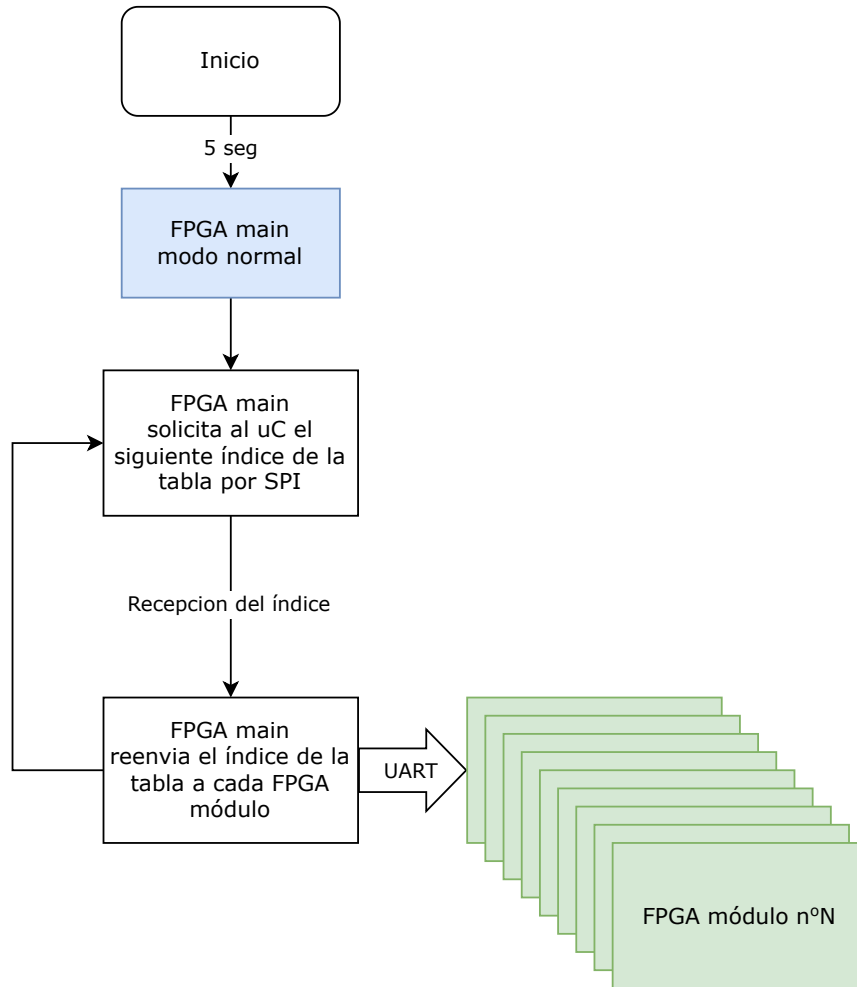 Inicio
5 seg
FPGA main
modo normal
FPGA main
solicita al uC el
siguiente índice de la
tabla por SPI
Recepcion del índice
FPGA main
reenvia el índice de la
tabla a cada FPGA
módulo
UART
FPGA módulo nºN